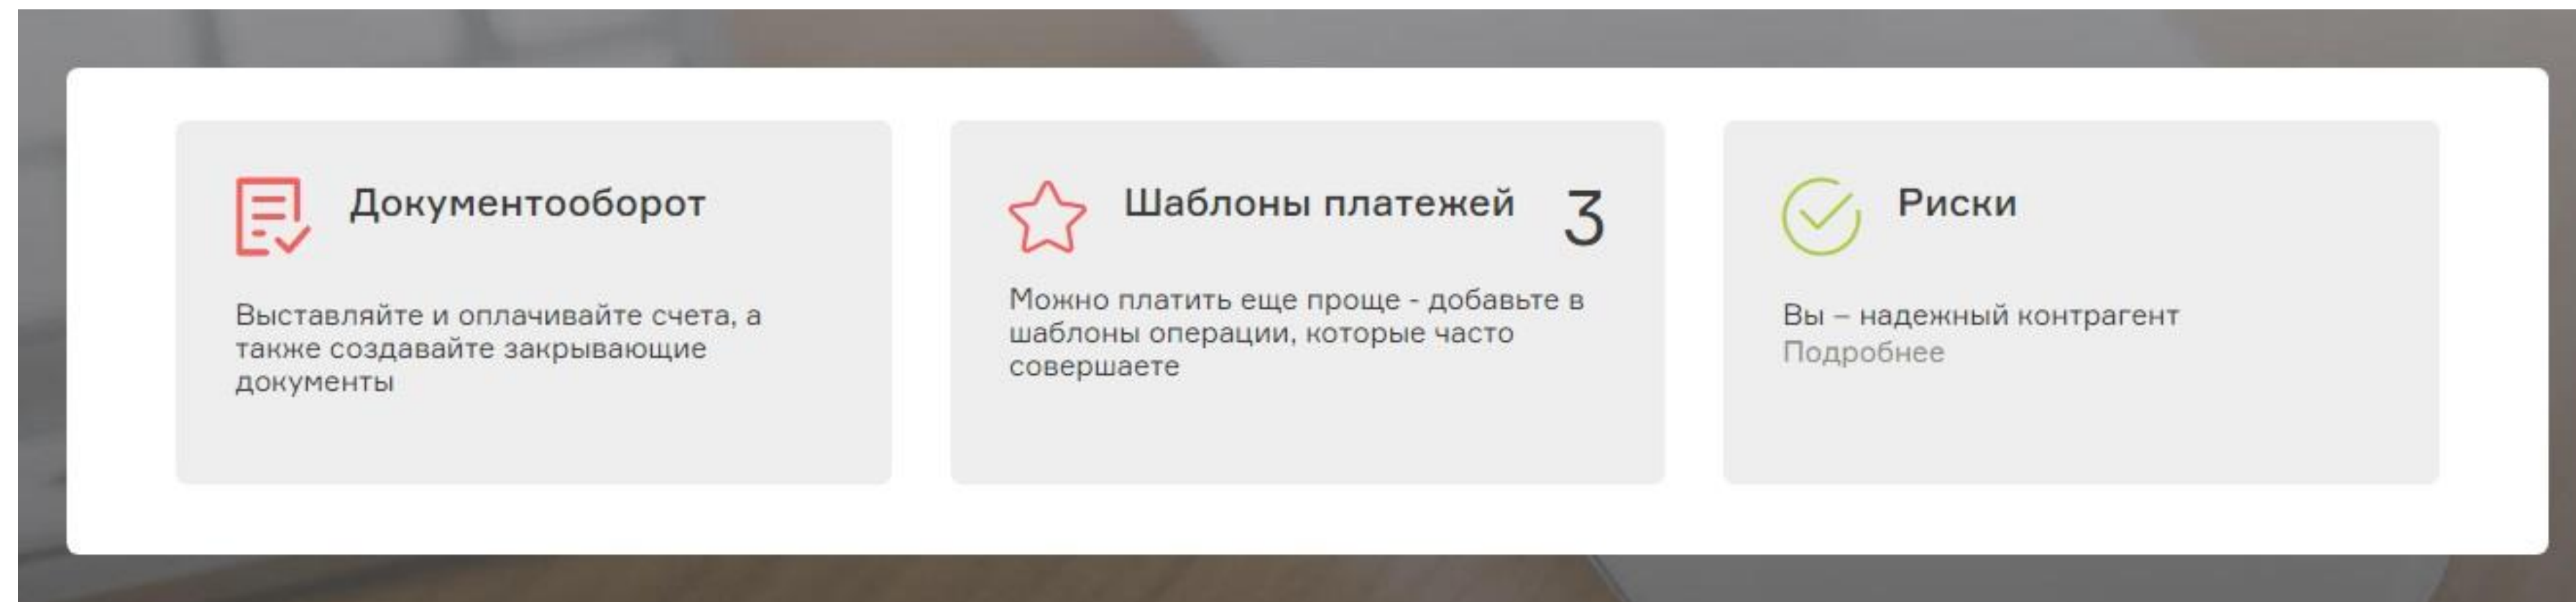 Документооборот
Выставляйте и оплачивайте счета, а
также создавайте закрывающие
документы
Шаблоны платежей 3
Можно платить еще проще - добавьте в
шаблоны операции, которые часто
совершаете
Риски
Вы – надежный контрагент
Подробнее